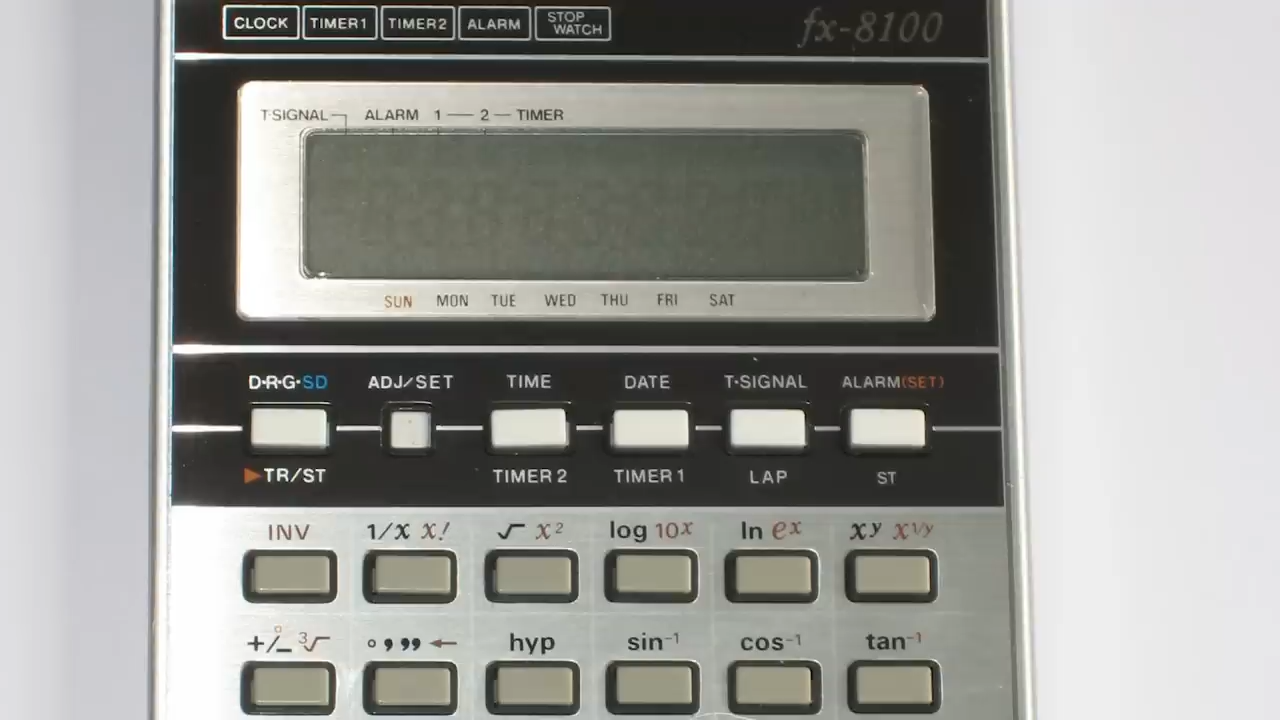 CLOCK TIMER1 TIMER2 ALARM STOP WATCH fx-8100
T·SIGNAL ALARM 1 — 2 — TIMER
SUN MON TUE WED THU FRI SAT
D·R·G·SD ADJ/SET TIME DATE T·SIGNAL ALARM(SET)
▶TR/ST TIMER 2 TIMER 1 LAP ST
INV 1/x x! √ x² log 10x ln ex xy x1/y
+/− ³√ ° , ,, ← hyp sin⁻¹ cos⁻¹ tan⁻¹